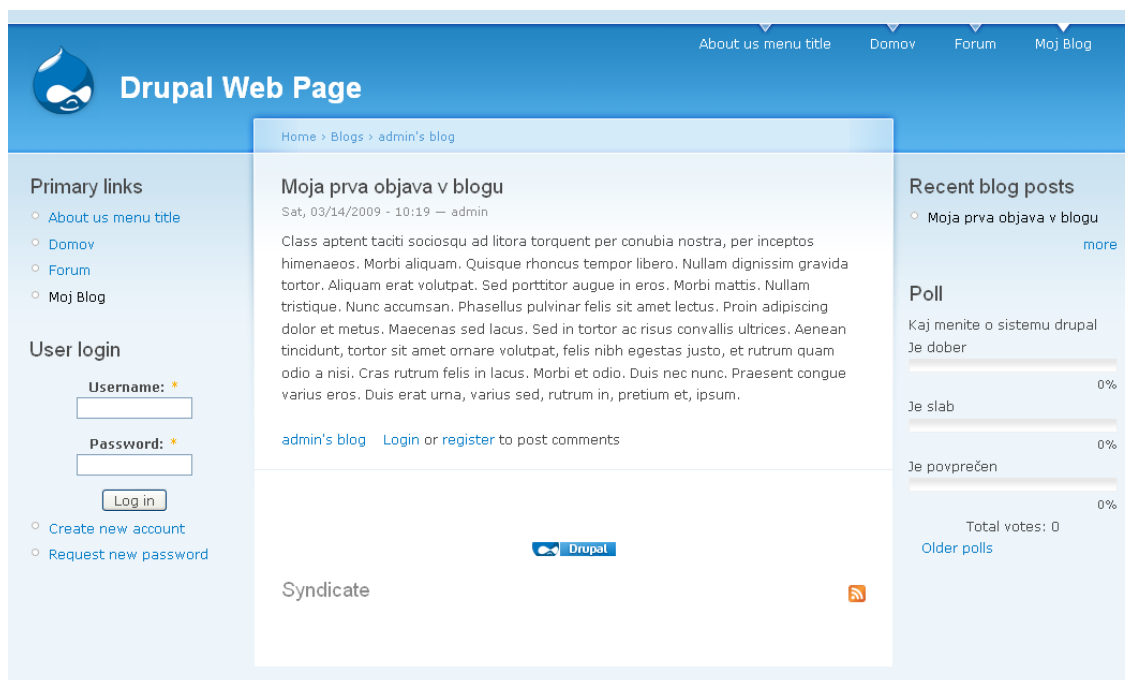 About us menu title Domov Forum Moj Blog
Drupal Web Page
Home › Blogs › admin's blog
Primary links
About us menu title
Domov
Forum
Moj Blog
User login
Username: *
Password: *
Log in
Create new account
Request new password
Moja prva objava v blogu
Sat, 03/14/2009 - 10:19 — admin
Class aptent taciti sociosqu ad litora torquent per conubia nostra, per inceptos
himenaeos. Morbi aliquam. Quisque rhoncus tempor libero. Nullam dignissim gravida
tortor. Aliquam erat volutpat. Sed porttitor augue in eros. Morbi mattis. Nullam
tristique. Nunc accumsan. Phasellus pulvinar felis sit amet lectus. Proin adipiscing
dolor et metus. Maecenas sed lacus. Sed in tortor ac risus convallis ultrices. Aenean
tincidunt, tortor sit amet ornare volutpat, felis nibh egestas justo, et rutrum quam
odio a nisi. Cras rutrum felis in lacus. Morbi et odio. Duis nec nunc. Praesent congue
varius eros. Duis erat urna, varius sed, rutrum in, pretium et, ipsum.
admin's blog Login or register to post comments
Drupal
Syndicate
Recent blog posts
Moja prva objava v blogu
more
Poll
Kaj menite o sistemu drupal
Je dober
0%
Je slab
0%
Je povprečen
0%
Total votes: 0
Older polls